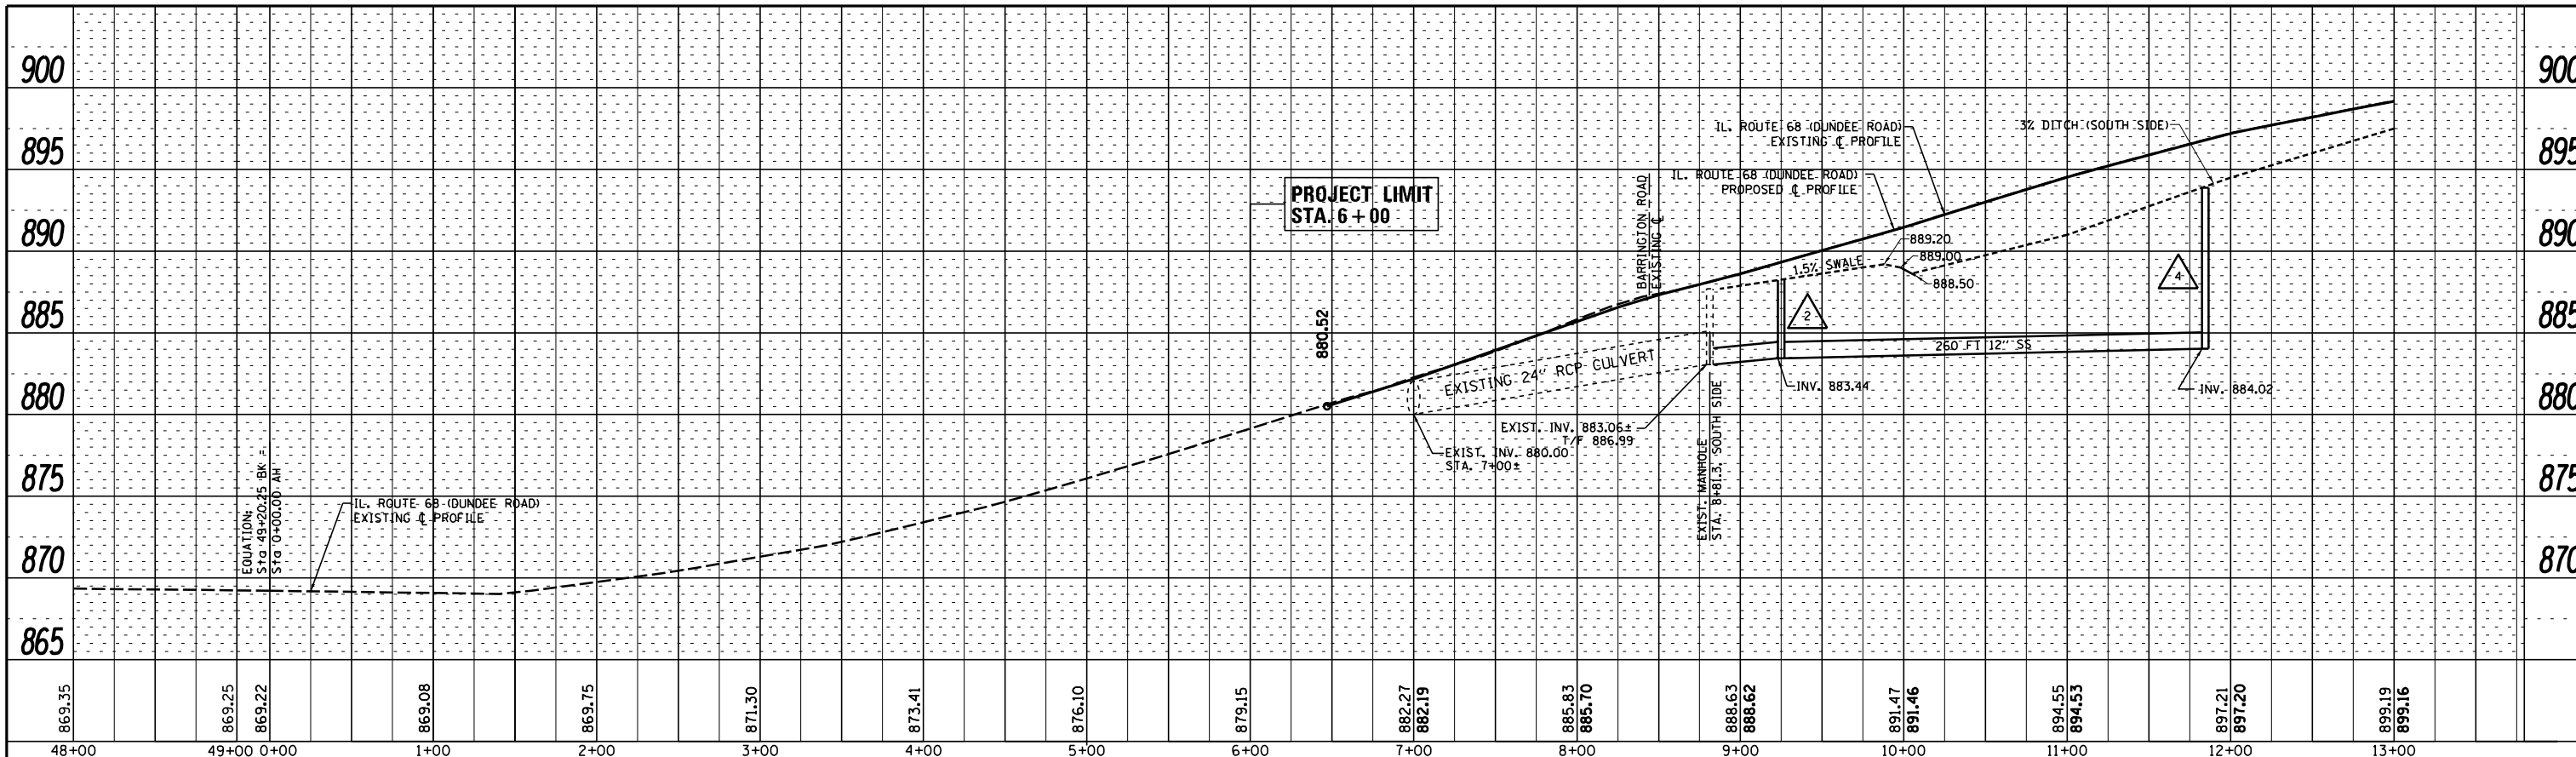 900
895
890
885
880
875
870
865
900
895
890
885
880
875
870
PROJECT LIMIT
STA. 6+00
IL. ROUTE 68 (DUNDEE ROAD)
EXISTING ℄ PROFILE
IL. ROUTE 68 (DUNDEE ROAD)
PROPOSED ℄ PROFILE
3% DITCH (SOUTH SIDE)
BARRINGTON ROAD
EXISTING ℄
1.5% SWALE
889.20
889.00
888.50
880.52
2
4
EXISTING 24" RCP CULVERT
260 FT 12" SS
INV. 883.44
INV. 884.02
EXIST. INV. 883.06±
T/F 886.99
EXIST. INV. 880.00
STA. 7+00±
EXIST. MANHOLE
STA. 8+81.3, SOUTH SIDE
EQUATION:
Sta 49+20.25 BK =
Sta 0+00.00 AH
IL. ROUTE 68 (DUNDEE ROAD)
EXISTING ℄ PROFILE
869.35
869.25
869.22
869.08
869.75
871.30
873.41
876.10
879.15
882.27
882.19
885.83
885.70
888.63
888.62
891.47
891.46
894.55
894.53
897.21
897.20
899.19
899.16
48+00
49+00
0+00
1+00
2+00
3+00
4+00
5+00
6+00
7+00
8+00
9+00
10+00
11+00
12+00
13+00